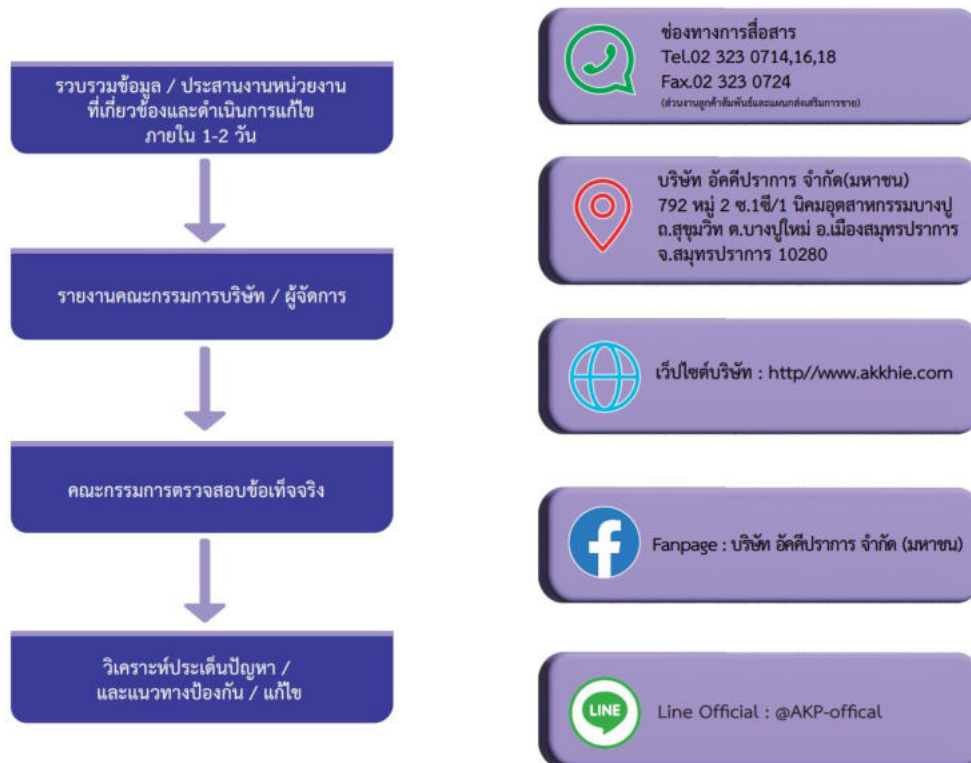 รวบรวมข้อมูล / ประสานงานหน่วยงาน
ที่เกี่ยวข้องและดำเนินการแก้ไข
ภายใน 1-2 วัน
รายงานคณะกรรมการบริษัท / ผู้จัดการ
คณะกรรมการตรวจสอบข้อเท็จจริง
วิเคราะห์ประเด็นปัญหา /
และแนวทางป้องกัน / แก้ไข
ช่องทางการสื่อสาร
Tel.02 323 0714,16,18
Fax.02 323 0724
(ส่วนงานลูกค้าสัมพันธ์และแผนกส่งเสริมการขาย)
บริษัท อัคคีปราการ จำกัด(มหาชน)
792 หมู่ 2 ซ.1ซี/1 นิคมอุตสาหกรรมบางปู
ถ.สุขุมวิท ต.บางปูใหม่ อ.เมืองสมุทรปราการ
จ.สมุทรปราการ 10280
เว็ปไซต์บริษัท : http//www.akkhie.com
Fanpage : บริษัท อัคคีปราการ จำกัด (มหาชน)
LINE
Line Official : @AKP-offical